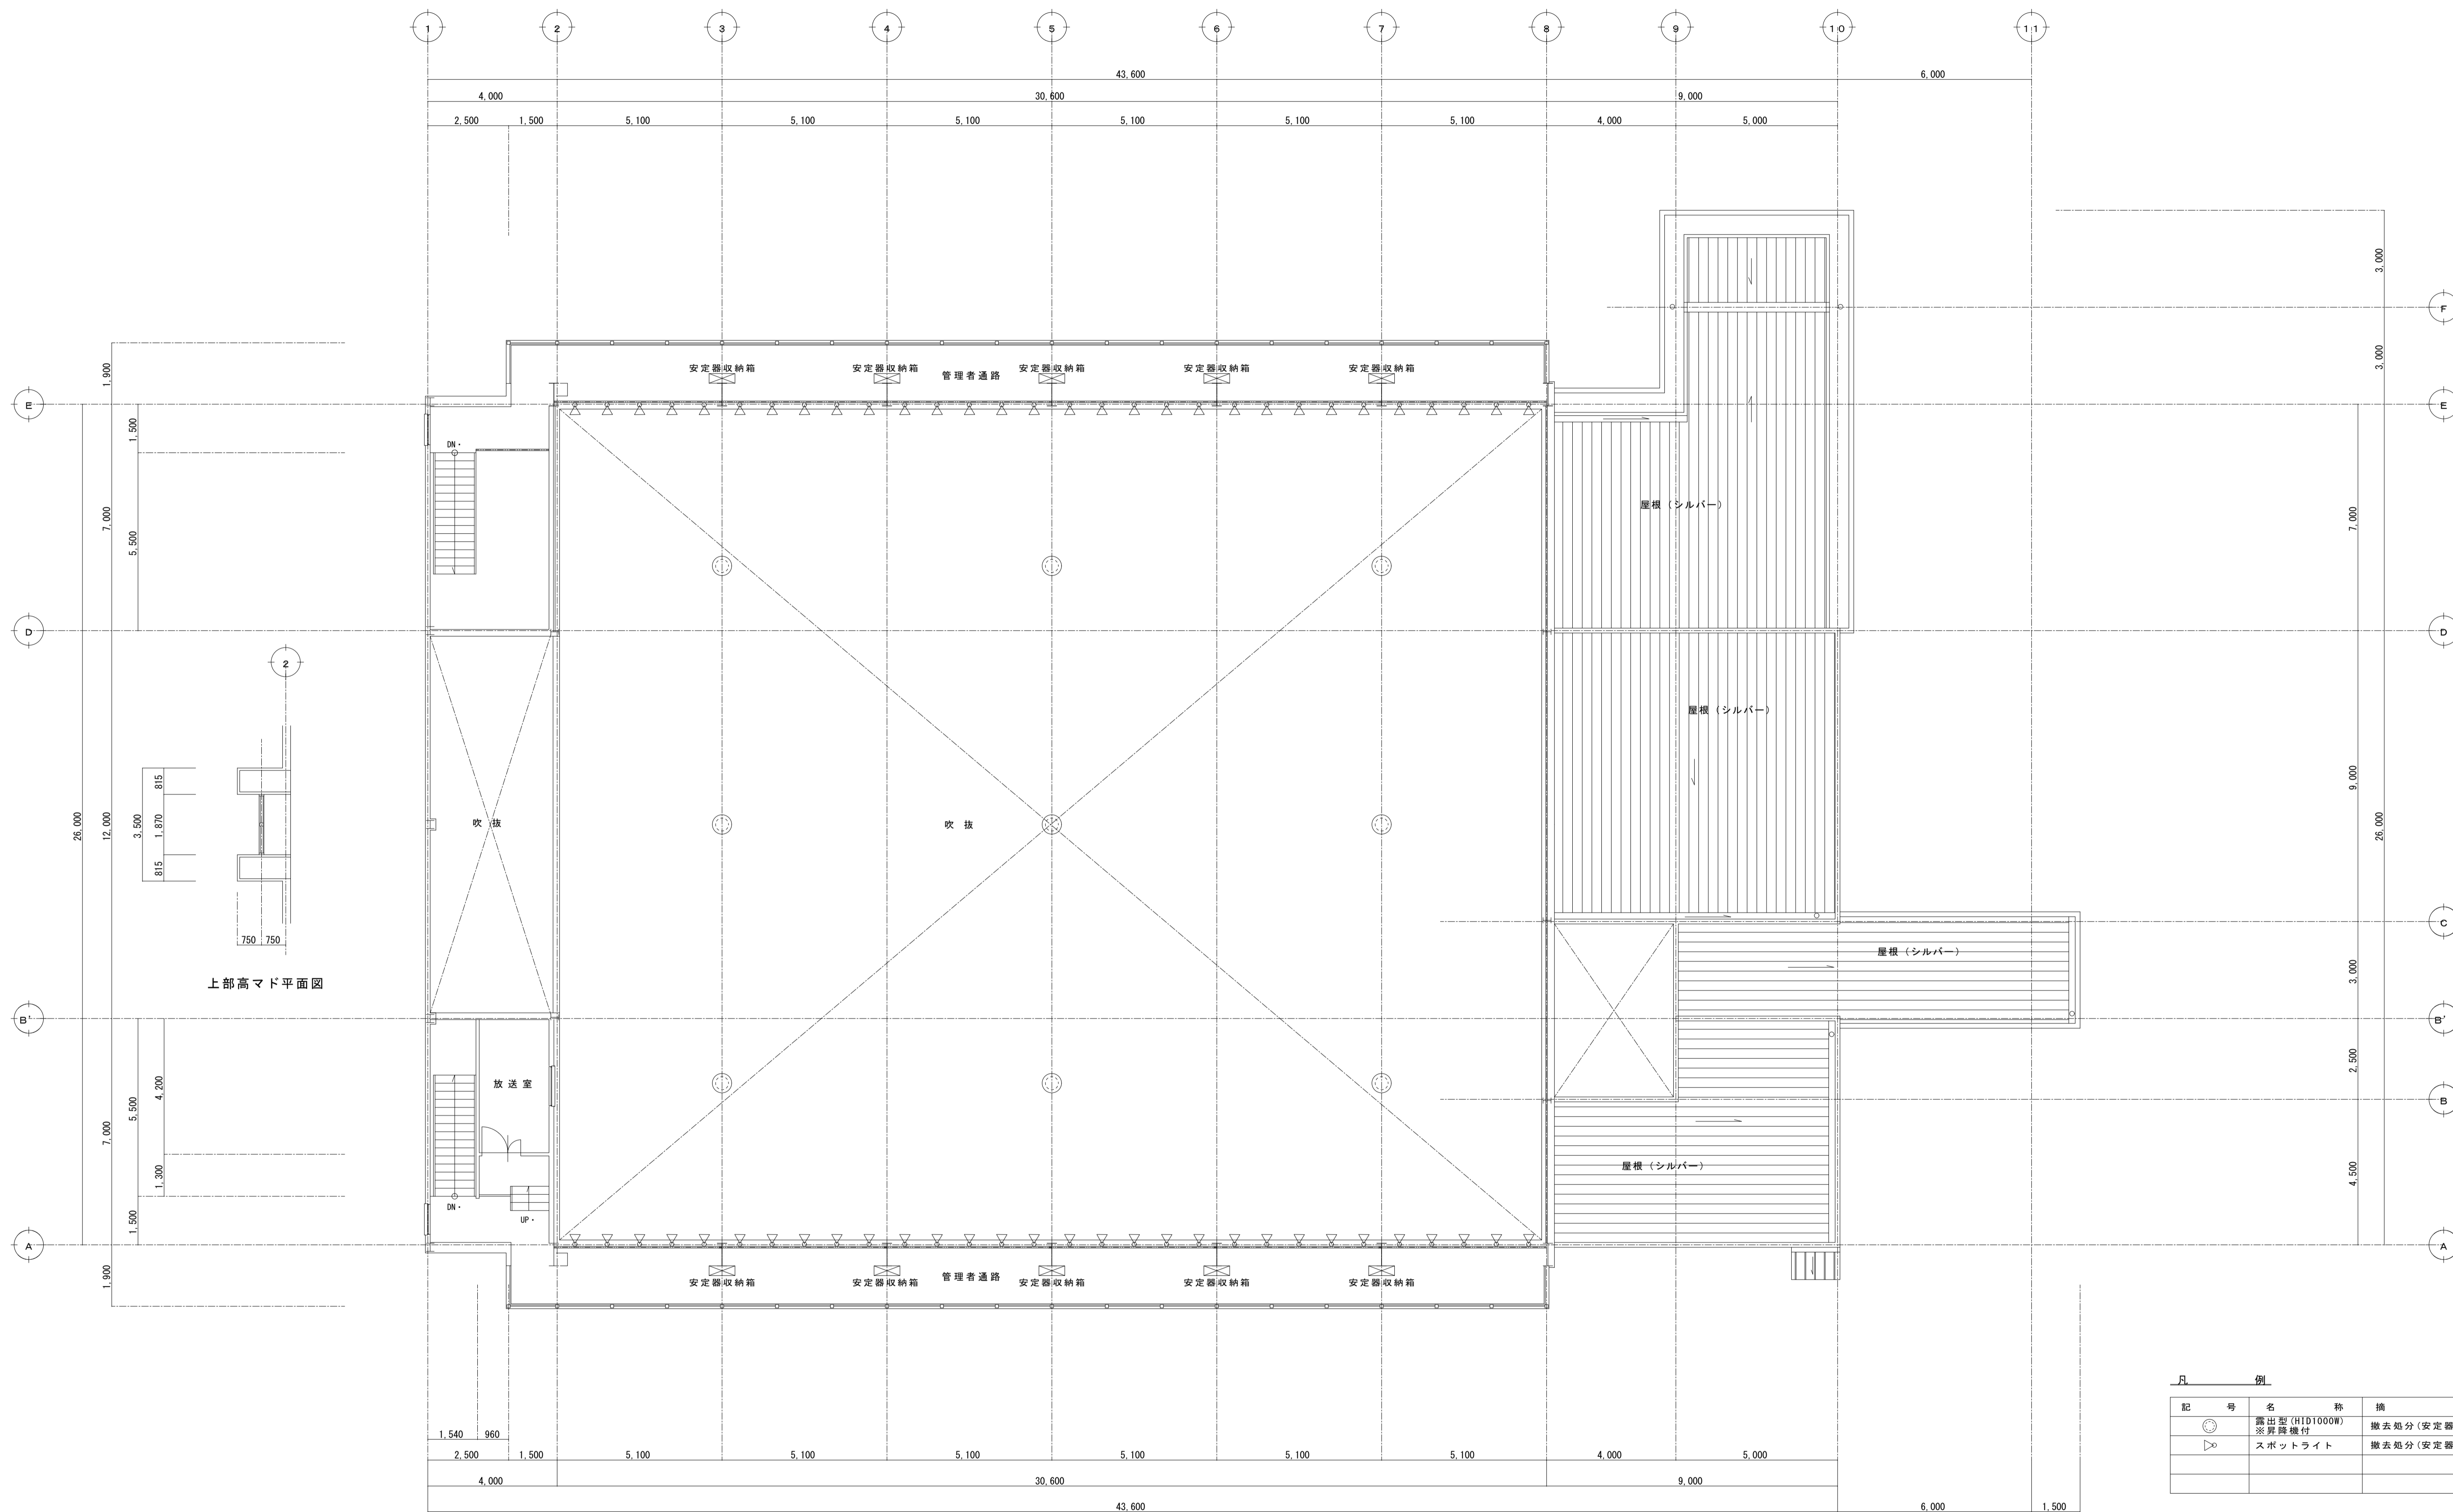 1 2 3 4 5 6 7 8 9 10 11
43,600 6,000
4,000 30,600 9,000
2,500 1,500 5,100 5,100 5,100 5,100 5,100 5,100 4,000 5,000
3,000
F
1,900
3,000
安定器収納箱 安定器収納箱 安定器収納箱 安定器収納箱 安定器収納箱
管理者通路
E E
1,500
DN
屋根（シルバー）
7,000 7,000
5,500
D D
2
屋根（シルバー）
815
9,000
26,000 12,000 3,500 1,870 吹抜 吹抜 26,000
815
C
750 750
屋根（シルバー）
3,000
上部高マド平面図
B' B'
2,500
4,200 放送室
5,500
B
7,000
屋根（シルバー）
1,300 4,500
DN
1,500 UP
A A
1,900
管理者通路
安定器収納箱 安定器収納箱 安定器収納箱 安定器収納箱 安定器収納箱
凡例
記号 名称 摘
露出型(HID1000W)
※昇降機付
撤去処分(安定器
スポットライト 撤去処分(安定器
1,540 960
2,500 1,500 5,100 5,100 5,100 5,100 5,100 5,100 4,000 5,000
4,000 30,600 9,000
43,600 6,000 1,500